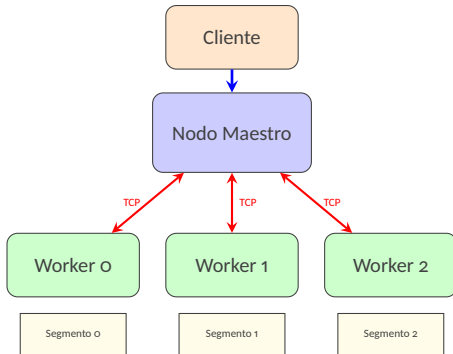 Cliente
Nodo Maestro
TCP TCP TCP
Worker 0 Worker 1 Worker 2
Segmento 0 Segmento 1 Segmento 2